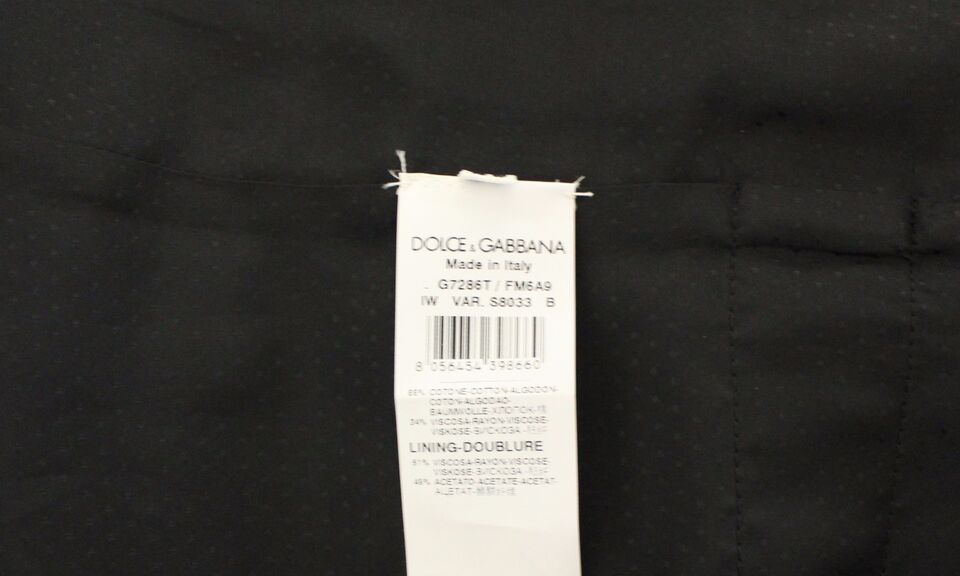 DOLCE & GABBANA
Made in Italy
. G7286T / FM6A9
IW VAR. S8033 B
8 056454 398660
COTONE-COTTON-ALGODON-
COTON-ALGODAO-
BAUMWOLLE-ХЛОПОК-
34% VISCOSA-RAYON-VISCOSE-
VISKOSE-ВИСКОЗА-
LINING-DOUBLURE
51% VISCOSA-RAYON-VISCOSE-
VISKOSE-ВИСКОЗА-
49% ACETATO-ACETATE-ACETAT-